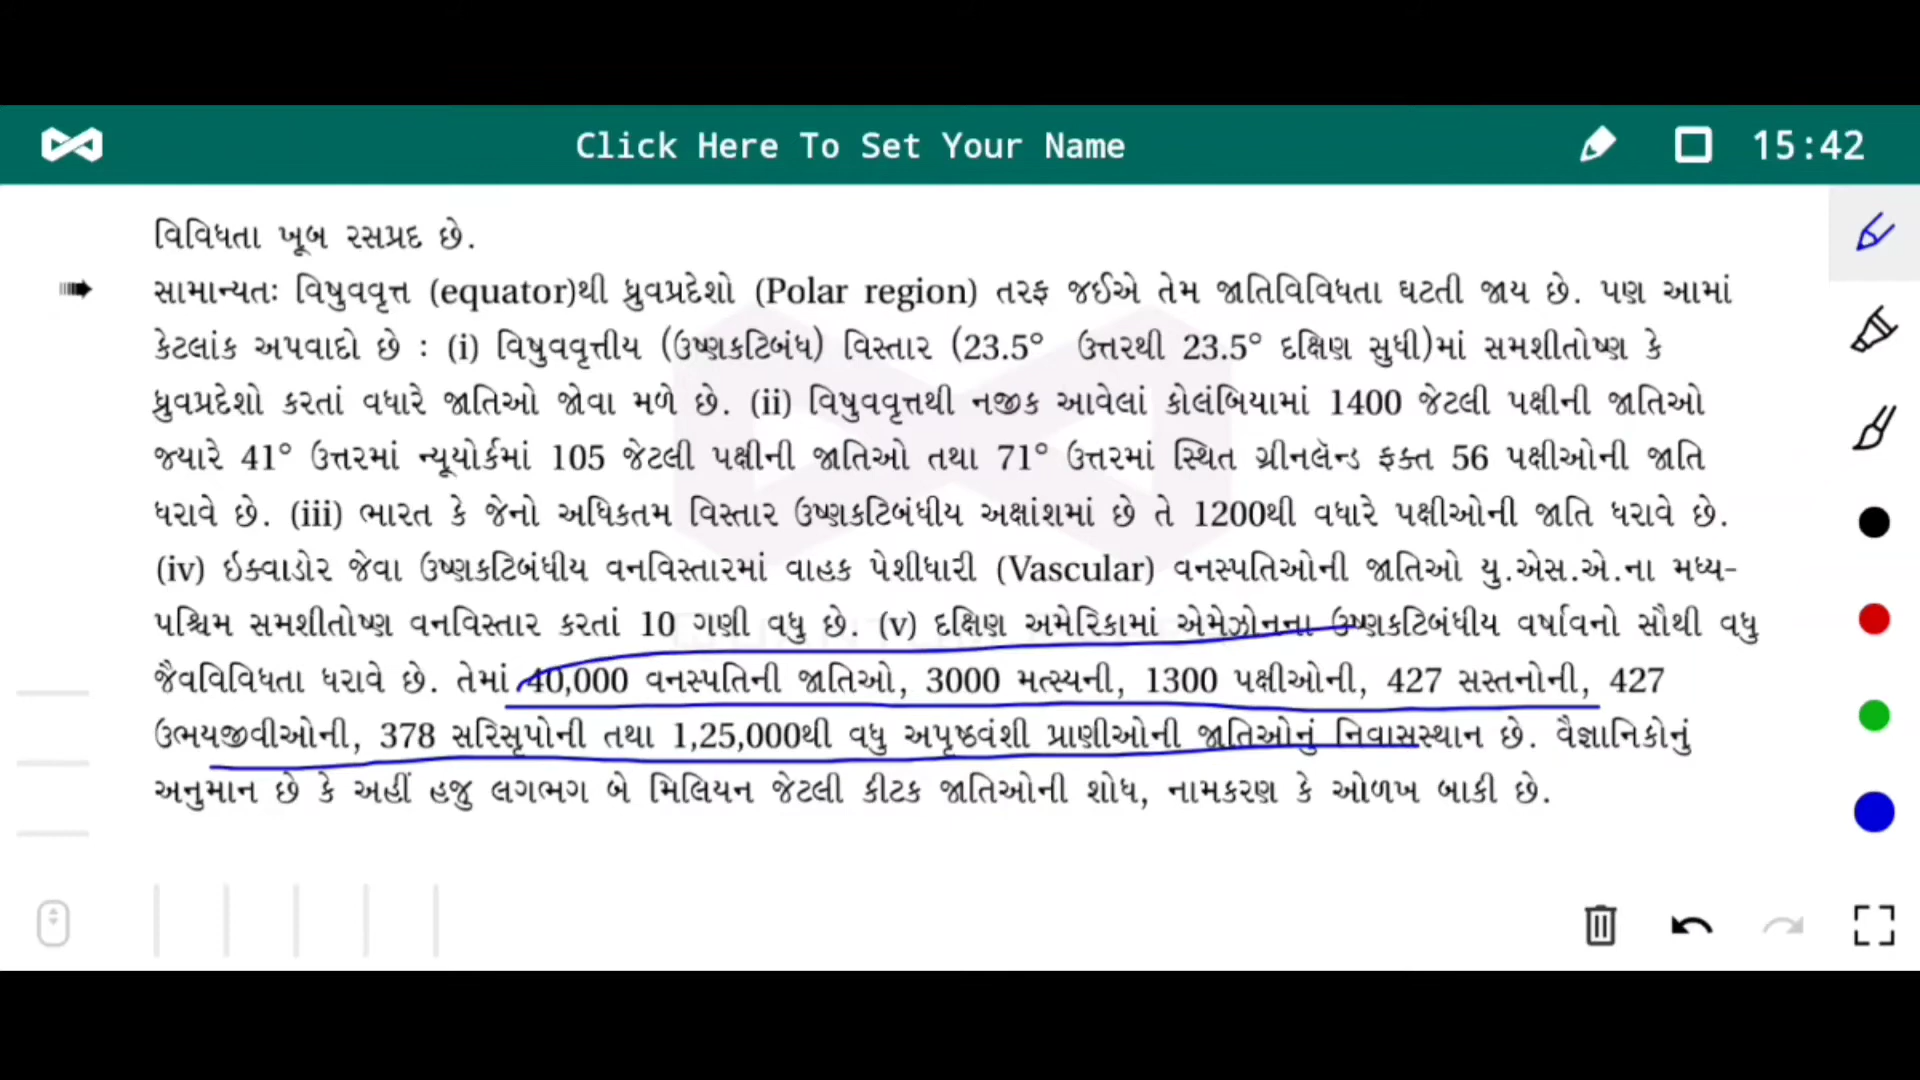 Click Here To Set Your Name
15:42
વિવિધતા ખૂબ રસપ્રદ છે.
સામાન્યતઃ વિષુવવૃત્ત (equator)થી ધ્રુવપ્રદેશો (Polar region) તરફ જઈએ તેમ જાતિવિવિધતા ઘટતી જાય છે. પણ આમાં
કેટલાંક અપવાદો છે : (i) વિષુવવૃત્તીય (ઉષ્ણકટિબંધ) વિસ્તાર (23.5° ઉત્તરથી 23.5° દક્ષિણ સુધી)માં સમશીતોષ્ણ કે
ધ્રુવપ્રદેશો કરતાં વધારે જાતિઓ જોવા મળે છે. (ii) વિષુવવૃત્તથી નજીક આવેલાં કોલંબિયામાં 1400 જેટલી પક્ષીની જાતિઓ
જ્યારે 41° ઉત્તરમાં ન્યૂયોર્કમાં 105 જેટલી પક્ષીની જાતિઓ તથા 71° ઉત્તરમાં સ્થિત ગ્રીનલૅન્ડ ફક્ત 56 પક્ષીઓની જાતિ
ધરાવે છે. (iii) ભારત કે જેનો અધિકતમ વિસ્તાર ઉષ્ણકટિબંધીય અક્ષાંશમાં છે તે 1200થી વધારે પક્ષીઓની જાતિ ધરાવે છે.
(iv) ઇક્વાડોર જેવા ઉષ્ણકટિબંધીય વનવિસ્તારમાં વાહક પેશીધારી (Vascular) વનસ્પતિઓની જાતિઓ યુ.એસ.એ.ના મધ્ય-
પશ્ચિમ સમશીતોષ્ણ વનવિસ્તાર કરતાં 10 ગણી વધુ છે. (v) દક્ષિણ અમેરિકામાં એમેઝોનના ઉષ્ણકટિબંધીય વર્ષાવનો સૌથી વધુ
જૈવવિવિધતા ધરાવે છે. તેમાં 40,000 વનસ્પતિની જાતિઓ, 3000 મત્સ્યની, 1300 પક્ષીઓની, 427 સસ્તનોની, 427
ઉભયજીવીઓની, 378 સરિસૃપોની તથા 1,25,000થી વધુ અપૃષ્ઠવંશી પ્રાણીઓની જાતિઓનું નિવાસસ્થાન છે. વૈજ્ઞાનિકોનું
અનુમાન છે કે અહીં હજુ લગભગ બે મિલિયન જેટલી કીટક જાતિઓની શોધ, નામકરણ કે ઓળખ બાકી છે.